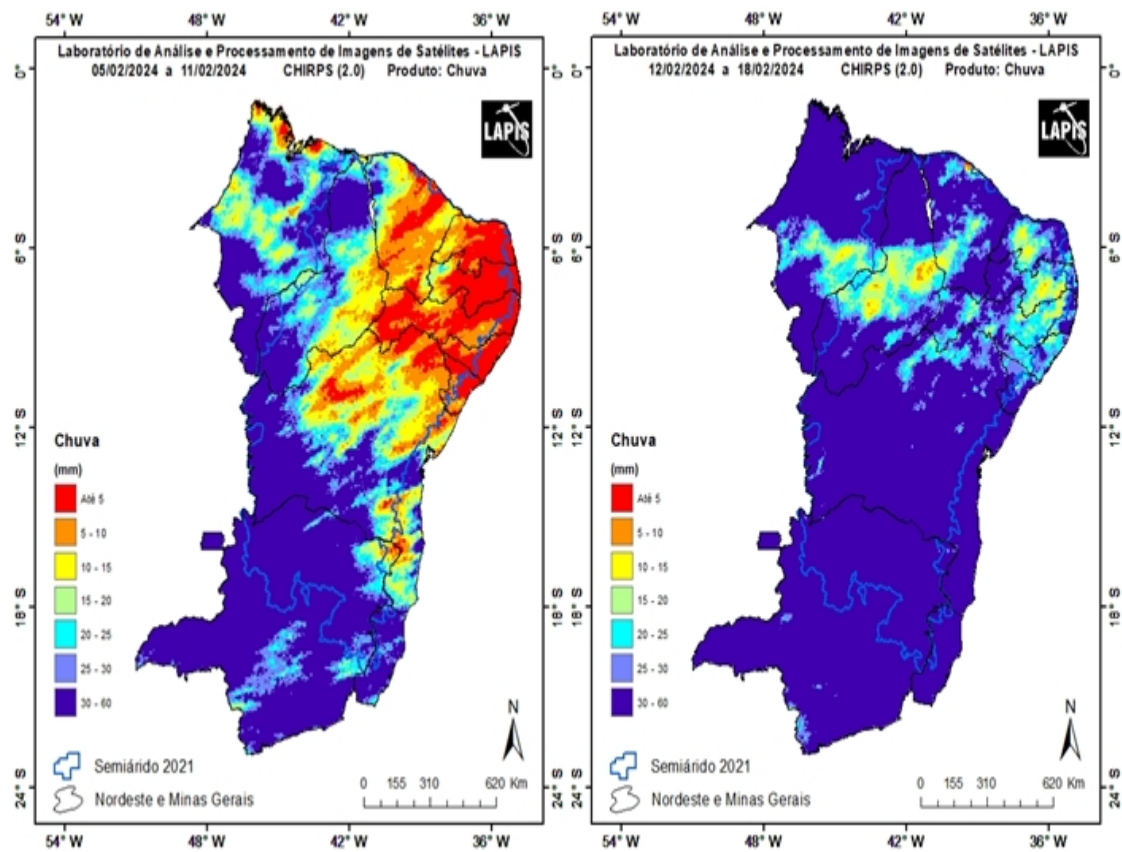 54° W 48° W 42° W 36° W
Laboratório de Análise e Processamento de Imagens de Satélites - LAPIS
05/02/2024 a 11/02/2024 CHIRPS (2.0) Produto: Chuva
LAPIS
0°
6° S
12° S
18° S
24° S
Chuva
(mm)
Até 5
5 - 10
10 - 15
15 - 20
20 - 25
25 - 30
30 - 60
Semiárido 2021
Nordeste e Minas Gerais
N
0 155 310 620 Km
54° W 48° W 42° W 36° W
54° W 48° W 42° W 36° W
Laboratório de Análise e Processamento de Imagens de Satélites - LAPIS
12/02/2024 a 18/02/2024 CHIRPS (2.0) Produto: Chuva
LAPIS
0° 0°
6° S 6° S
12° S 12° S
18° S 18° S
24° S 24° S
Chuva
(mm)
Até 5
5 - 10
10 - 15
15 - 20
20 - 25
25 - 30
30 - 60
Semiárido 2021
Nordeste e Minas Gerais
N
0 155 310 620 Km
54° W 48° W 42° W 36° W